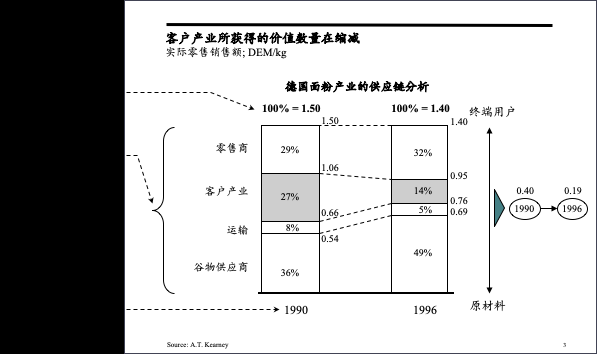 客户产业所获得的价值数量在缩减
实际零售销售额; DEM/kg
德国面粉产业的供应链分析
100% = 1.50
100% = 1.40
终端用户
1.50
1.40
零售商
29%
32%
1.06
0.95
客户产业
27%
14%
0.40
0.19
0.66
0.76
1990
1996
运输
8%
5%
0.69
0.54
谷物供应商
36%
49%
1990
1996
原材料
Source: A.T. Kearney
3